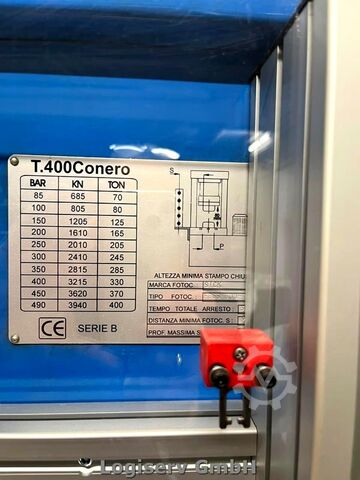 T.400Conero
BAR KN TON
85 685 70
100 805 80
150 1205 125
200 1610 165
250 2010 205
300 2410 245
350 2815 285
400 3215 330
450 3620 370
490 3940 400
CE SERIE B
S
P
ALTEZZA MINIMA STAMPO CHIU
MARCA FOTOC. SICK
TIPO FOTOC.
TEMPO TOTALE ARRESTO
DISTANZA MINIMA FOTOC. S
PROF. MASSIMA S
Logiserv GmbH